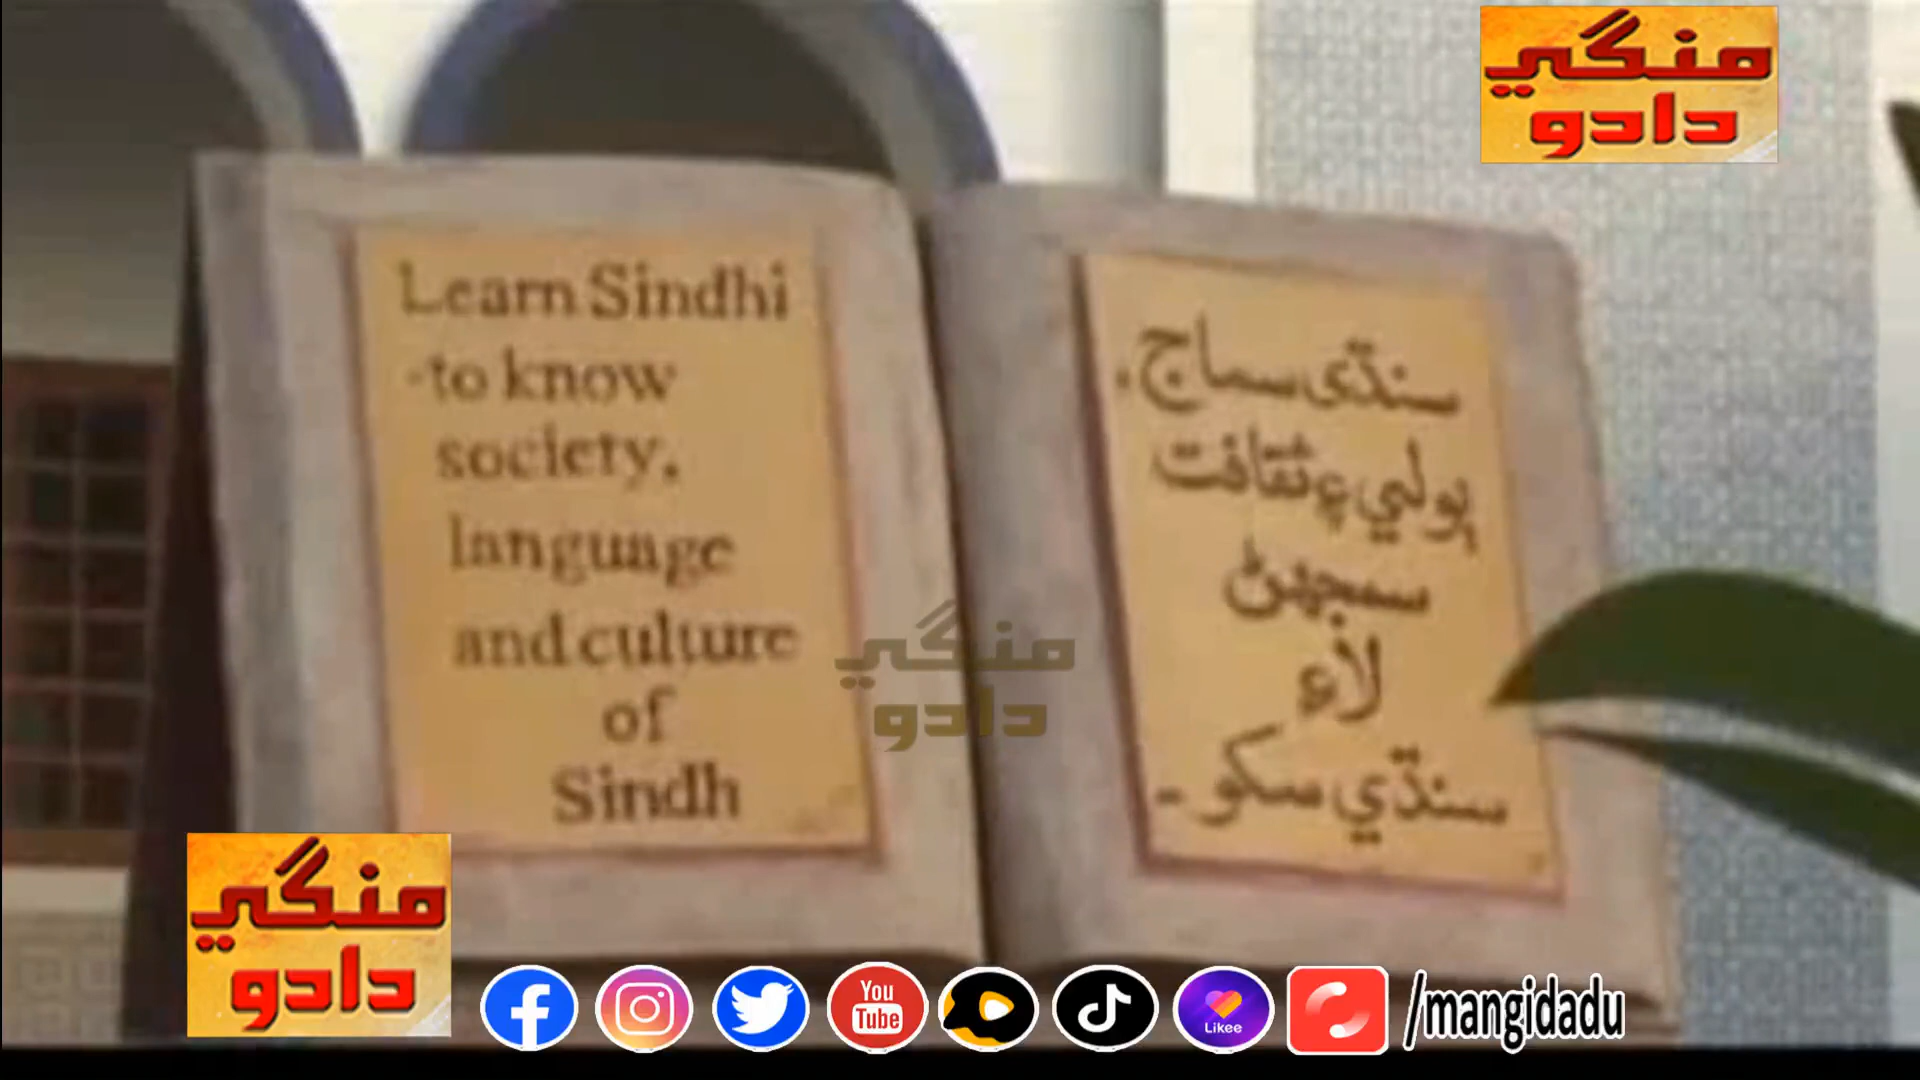 منگي
دادو
Learn Sindhi
-to know
society,
language
and culture
of
Sindh
سنڌي سماج،
ٻولي ۽ ثقافت
سمجهڻ
لاءِ
سنڌي سکو۔
منگي
دادو
منگي
دادو
You
Tube
Likee
/mangidadu